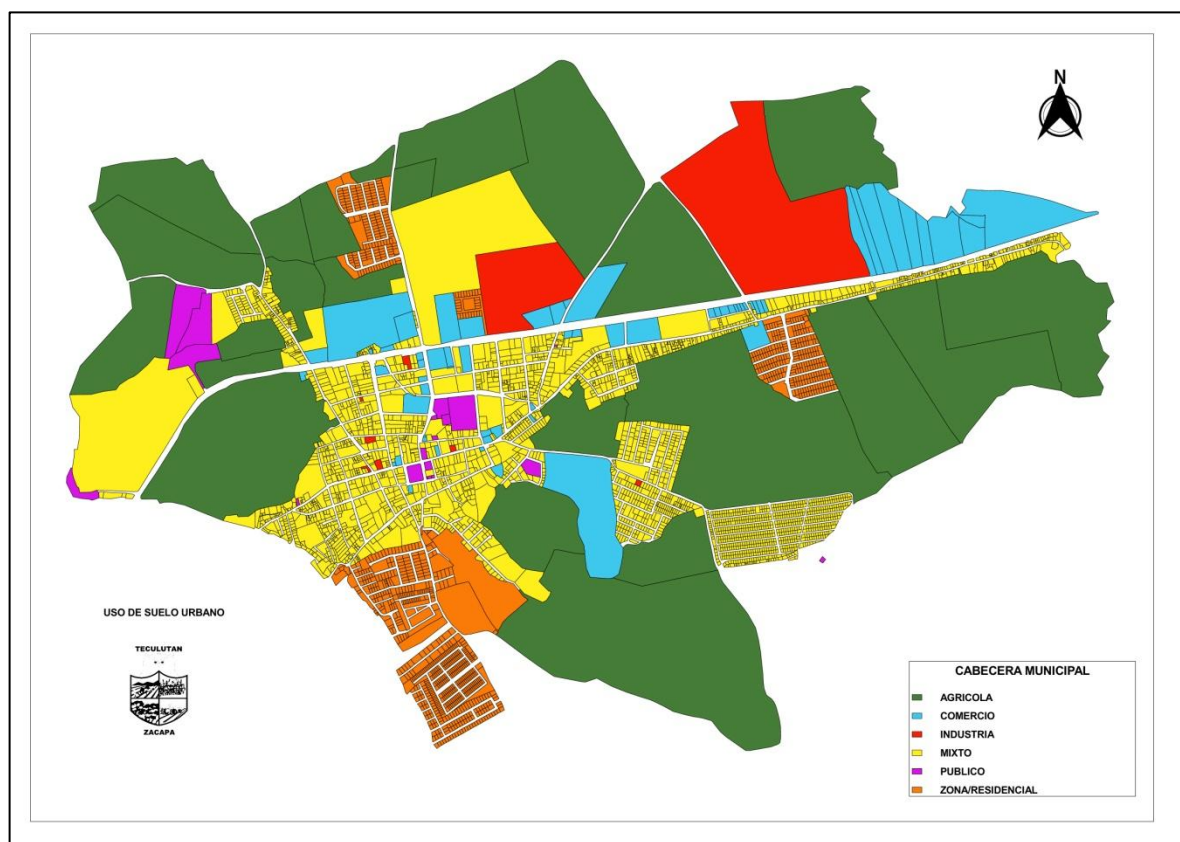 N
USO DE SUELO URBANO
TECULUTAN
ZACAPA
CABECERA MUNICIPAL
AGRICOLA
COMERCIO
INDUSTRIA
MIXTO
PUBLICO
ZONA/RESIDENCIAL